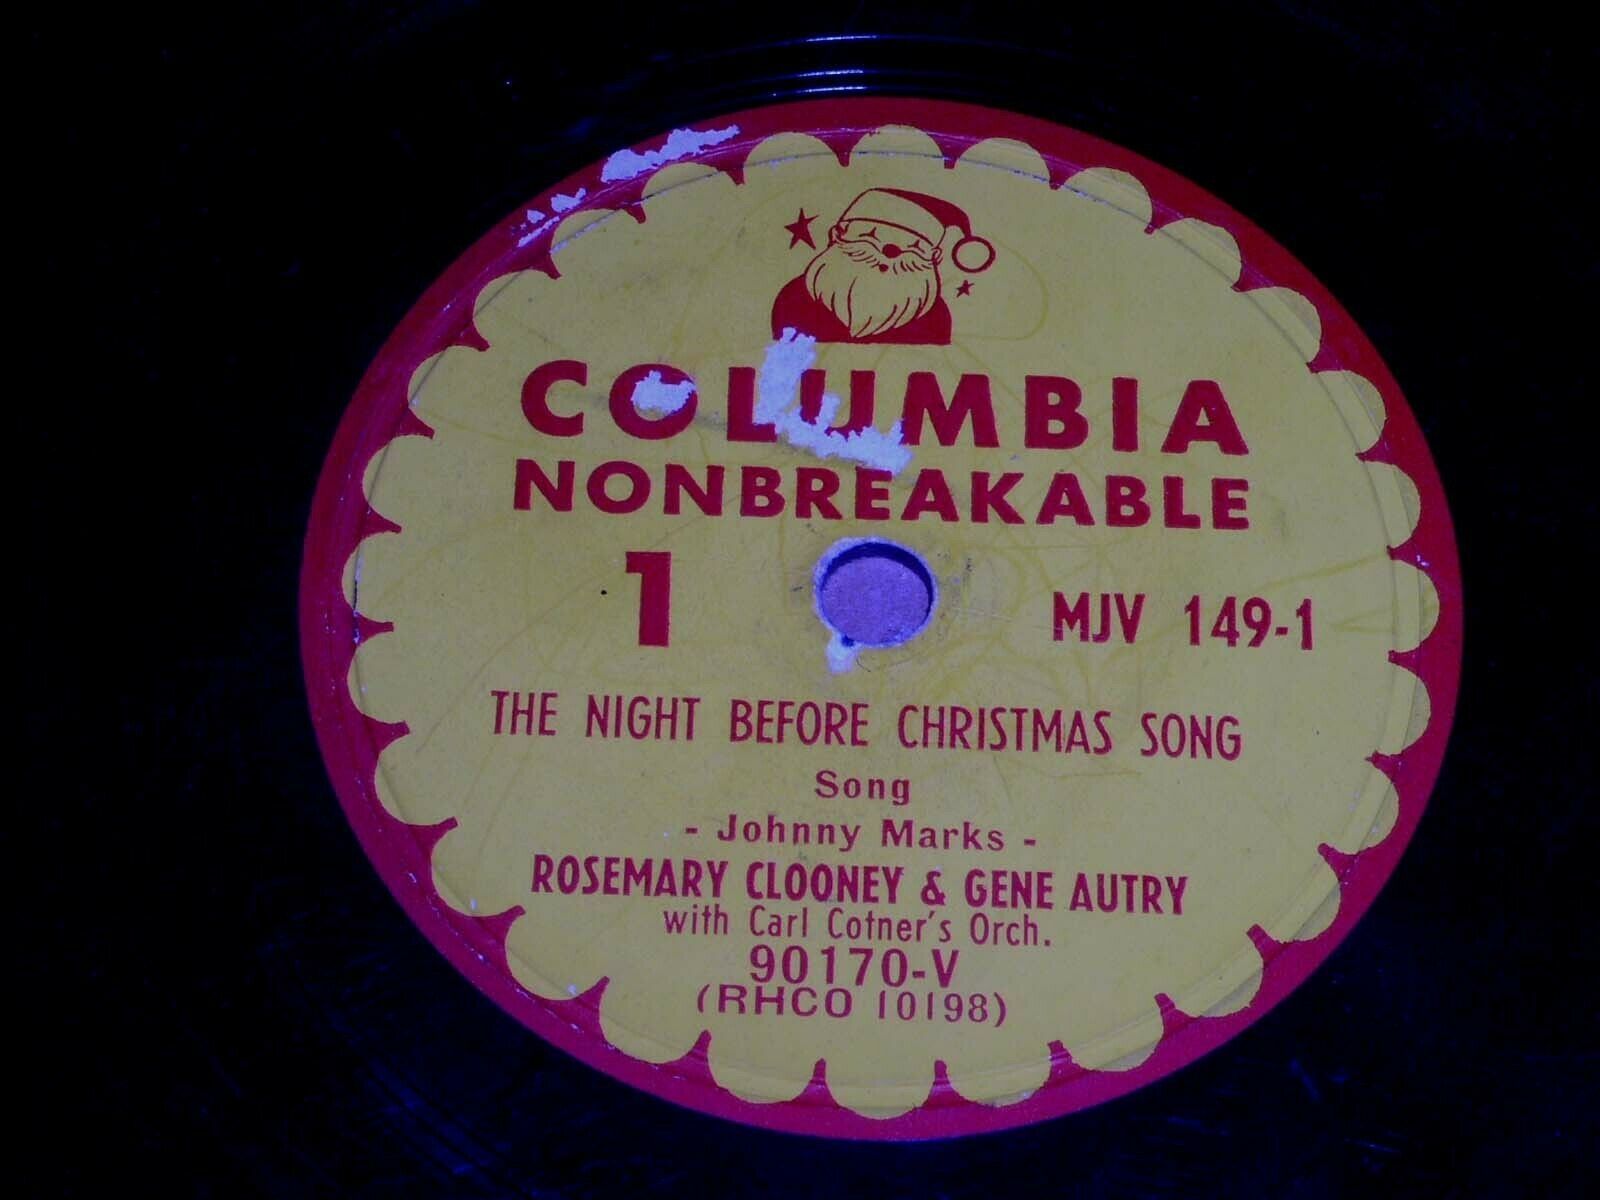 COLUMBIA
NONBREAKABLE
1
MJV 149-1
THE NIGHT BEFORE CHRISTMAS SONG
Song
- Johnny Marks -
ROSEMARY CLOONEY & GENE AUTRY
with Carl Cotner's Orch.
90170-V
(RHCO 10198)